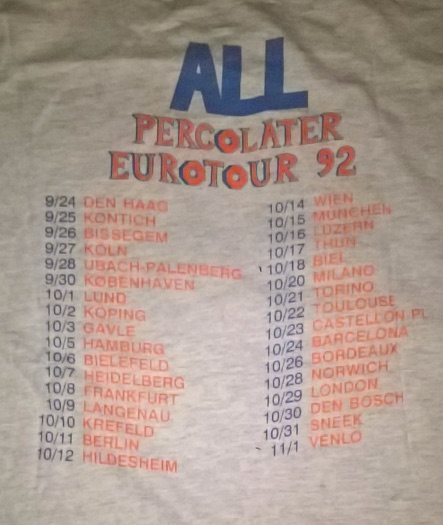 ALL
PERCOLATER
EUROTOUR 92
9/24 DEN HAAG
9/25 KONTICH
9/26 BISSEGEM
9/27 KÖLN
9/28 UBACH-PALENBERG
9/30 KØBENHAVEN
10/1 LUND
10/2 KÖPING
10/3 GÄVLE
10/5 HAMBURG
10/6 BIELEFELD
10/7 HEIDELBERG
10/8 FRANKFURT
10/9 LANGENAU
10/10 KREFELD
10/11 BERLIN
10/12 HILDESHEIM
10/14 WIEN
10/15 MÜNCHEN
10/16 LUZERN
10/17 THUN
10/18 BIEL
10/20 MILANO
10/21 TORINO
10/22 TOULOUSE
10/23 CASTELLON PL
10/24 BARCELONA
10/26 BORDEAUX
10/28 NORWICH
10/29 LONDON
10/30 DEN BOSCH
10/31 SNEEK
11/1 VENLO